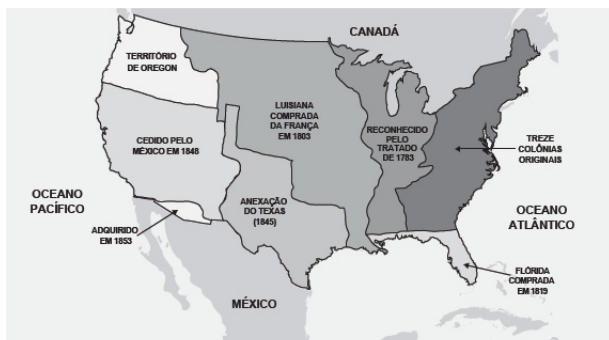 CANADÁ
TERRITÓRIO
DE OREGON
LUISIANA
COMPRADA
DA FRANÇA
EM 1803
RECONHECIDO
PELO
TRATADO
DE 1783
TREZE
COLÔNIAS
ORIGINAIS
CEDIDO PELO
MÉXICO EM 1848
OCEANO
PACÍFICO
ANEXAÇÃO
DO TEXAS
(1845)
OCEANO
ATLÂNTICO
ADQUIRIDO
EM 1853
FLÓRIDA
COMPRADA
EM 1819
MÉXICO